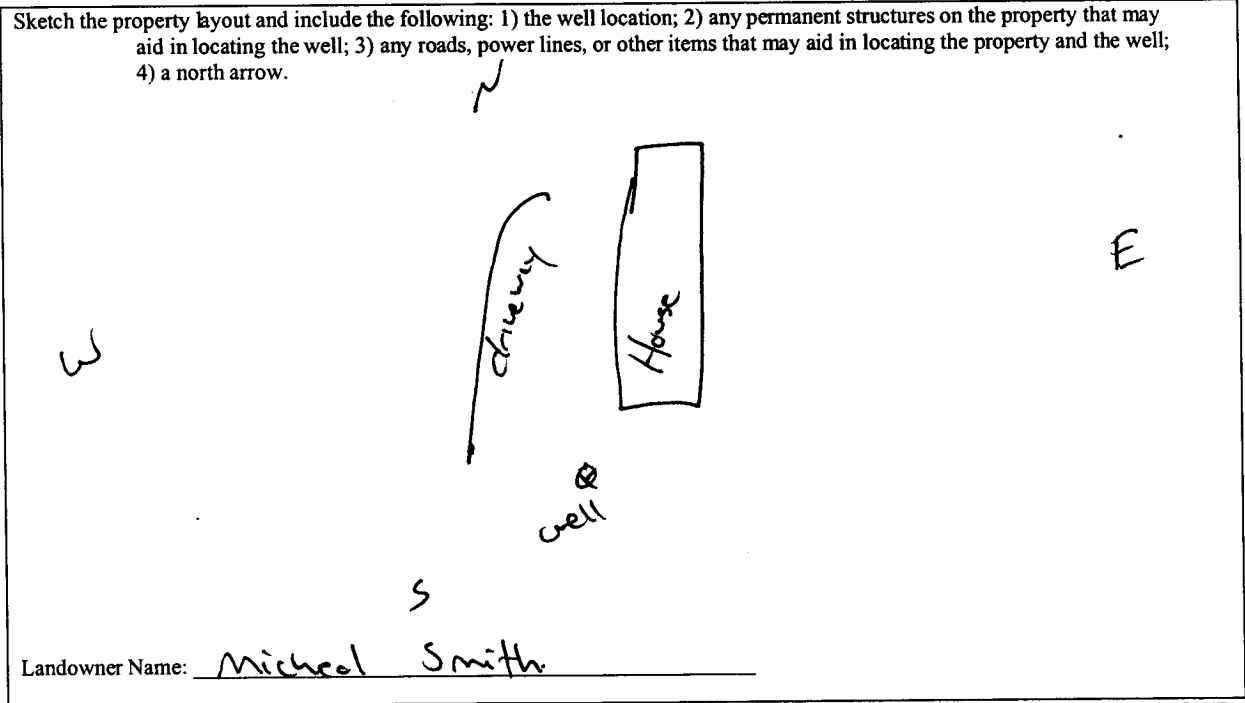 Sketch the property layout and include the following: 1) the well location; 2) any permanent structures on the property that may
aid in locating the well; 3) any roads, power lines, or other items that may aid in locating the property and the well;
4) a north arrow.
N
E
driveway
House
W
well
S
Landowner Name: Micheal Smith